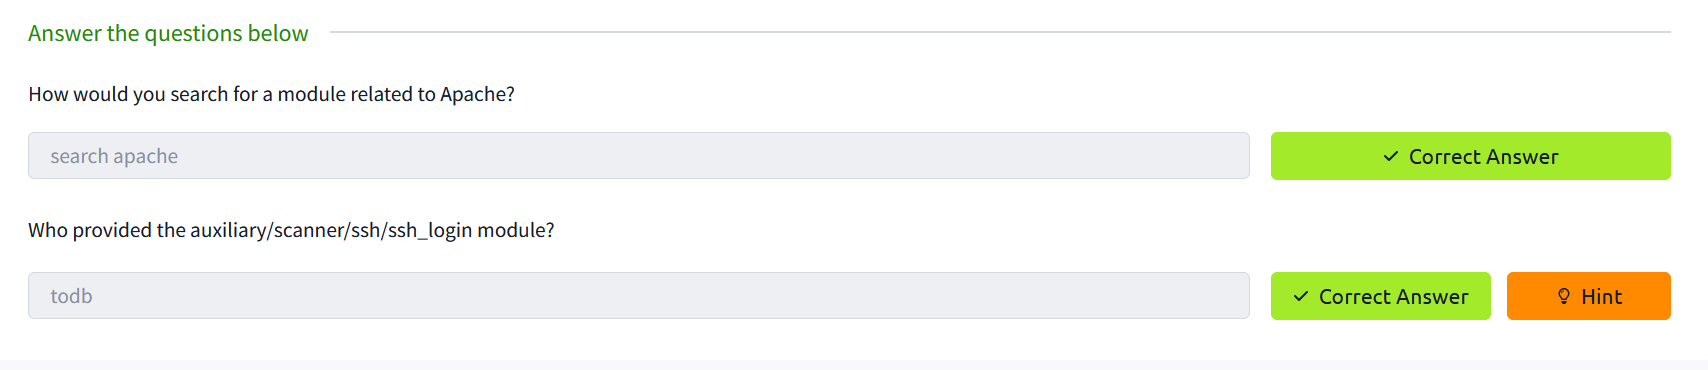 Answer the questions below
How would you search for a module related to Apache?
search apache
Correct Answer
Who provided the auxiliary/scanner/ssh/ssh_login module?
todb
Correct Answer
Hint